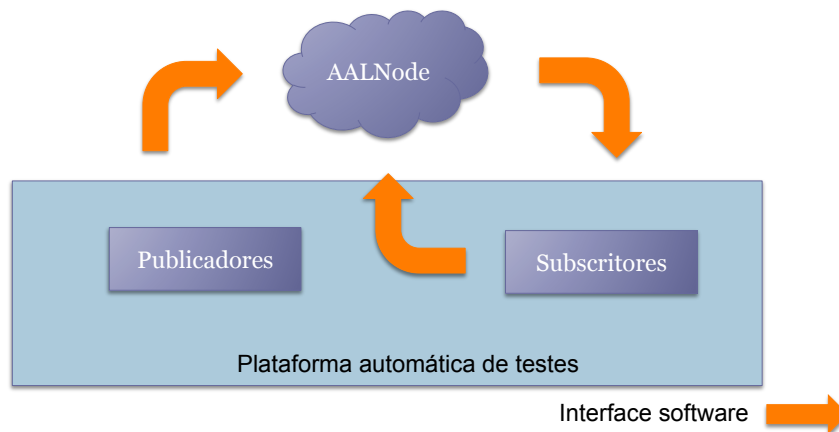 AALNode
Publicadores
Subscritores
Plataforma automática de testes
Interface software